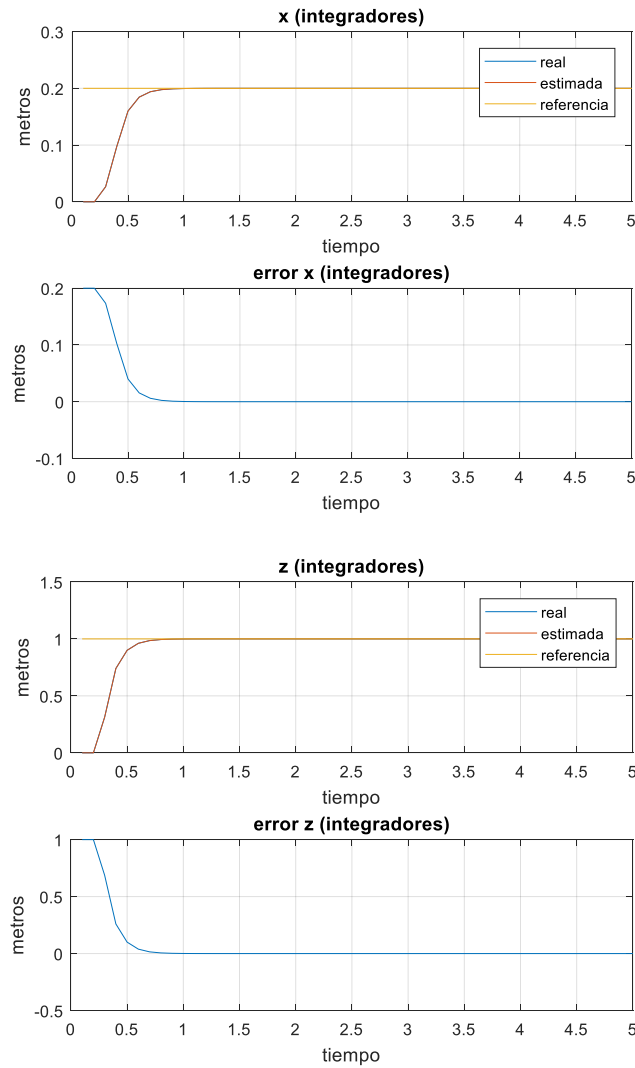 x (integradores)
0.3
0.2
0.1
0
metros
real
estimada
referencia
0 0.5 1 1.5 2 2.5 3 3.5 4 4.5 5
tiempo
error x (integradores)
0.2
0.1
0
-0.1
metros
0 0.5 1 1.5 2 2.5 3 3.5 4 4.5 5
tiempo
z (integradores)
1.5
1
0.5
0
metros
real
estimada
referencia
0 0.5 1 1.5 2 2.5 3 3.5 4 4.5 5
tiempo
error z (integradores)
1
0.5
0
-0.5
metros
0 0.5 1 1.5 2 2.5 3 3.5 4 4.5 5
tiempo